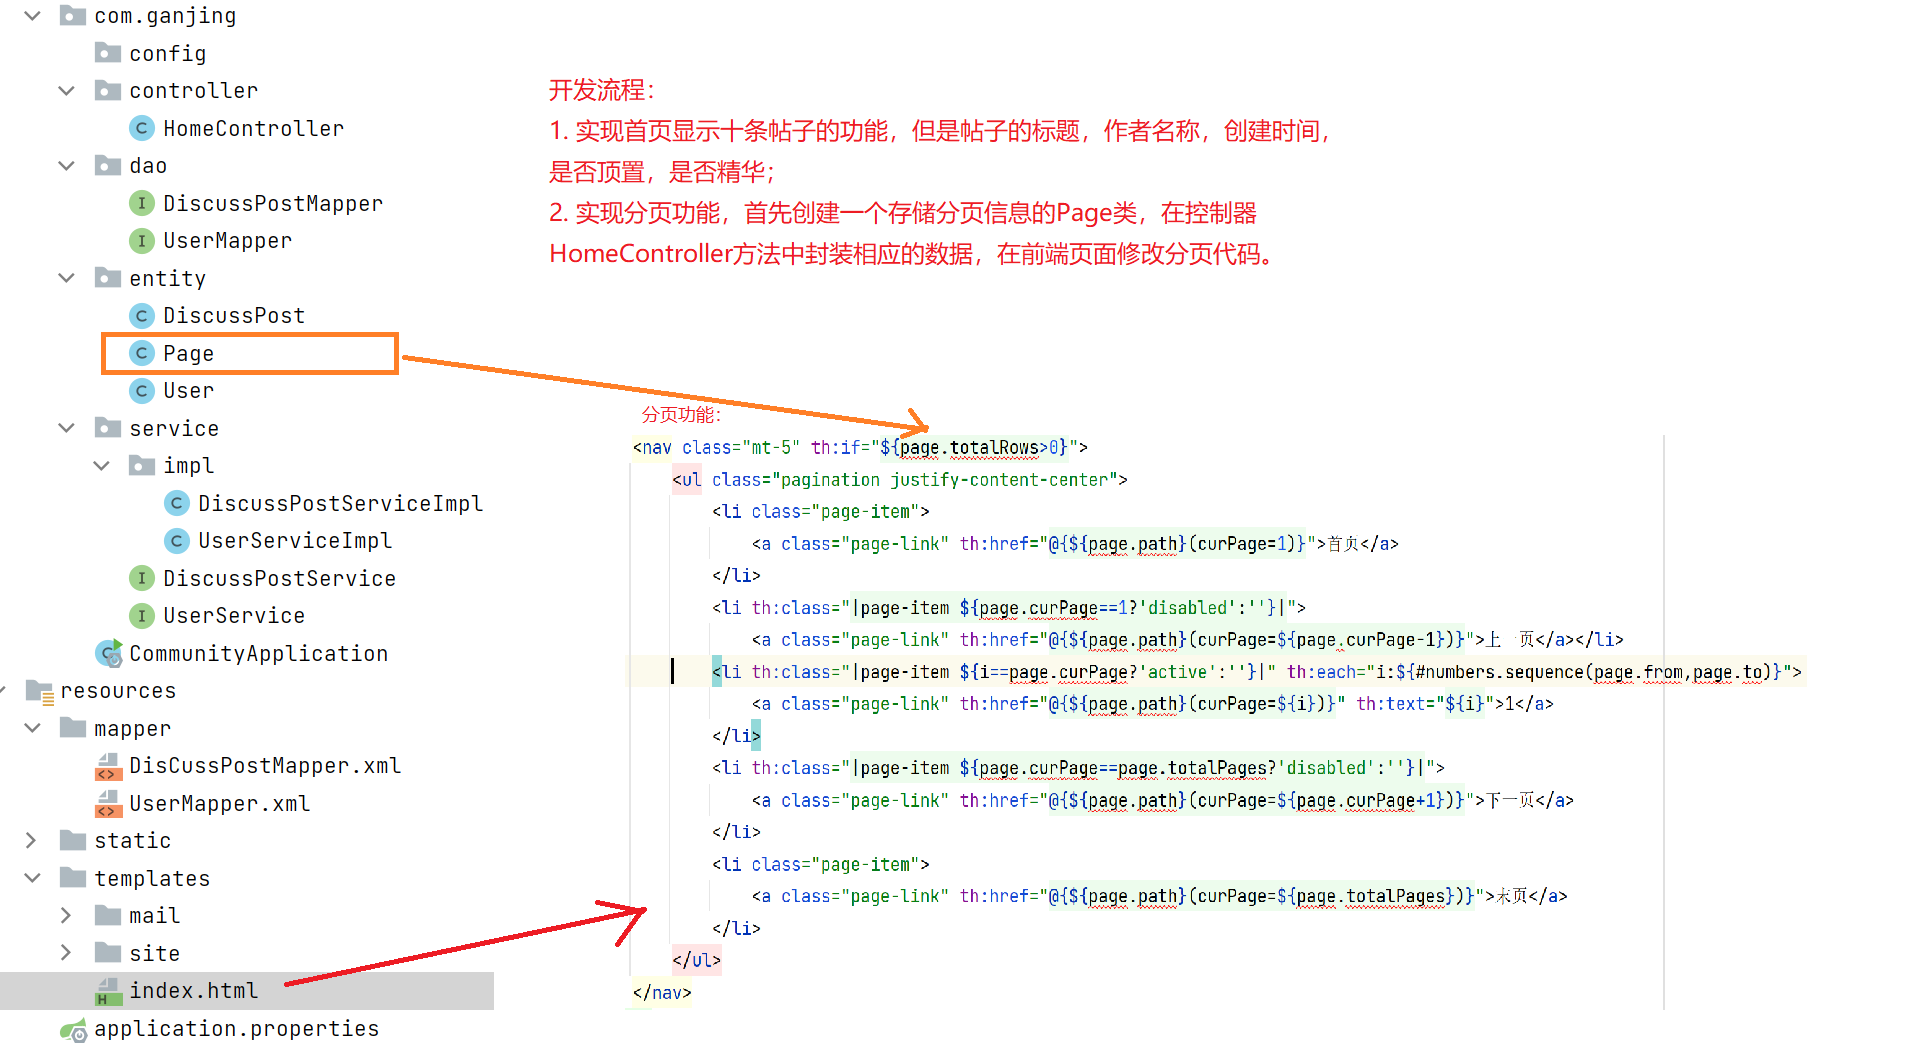 com.ganjing
config
controller
HomeController
dao
DiscussPostMapper
UserMapper
entity
DiscussPost
Page
User
service
impl
DiscussPostServiceImpl
UserServiceImpl
DiscussPostService
UserService
CommunityApplication
resources
mapper
DisCussPostMapper.xml
UserMapper.xml
static
templates
mail
site
index.html
application.properties
开发流程：
1. 实现首页显示十条帖子的功能，但是帖子的标题，作者名称，创建时间，
是否顶置，是否精华；
2. 实现分页功能，首先创建一个存储分页信息的Page类，在控制器
HomeController方法中封装相应的数据，在前端页面修改分页代码。
分页功能：
<nav class="mt-5" th:if="${page.totalRows>0}">
<ul class="pagination justify-content-center">
<li class="page-item">
<a class="page-link" th:href="@{${page.path}(curPage=1)}">首页</a>
</li>
<li th:class="|page-item ${page.curPage==1?'disabled':''}|">
<a class="page-link" th:href="@{${page.path}(curPage=${page.curPage-1})}">上一页</a></li>
<li th:class="|page-item ${i==page.curPage?'active':''}|" th:each="i:${#numbers.sequence(page.from,page.to)}">
<a class="page-link" th:href="@{${page.path}(curPage=${i})}" th:text="${i}">1</a>
</li>
<li th:class="|page-item ${page.curPage==page.totalPages?'disabled':''}|">
<a class="page-link" th:href="@{${page.path}(curPage=${page.curPage+1})}">下一页</a>
</li>
<li class="page-item">
<a class="page-link" th:href="@{${page.path}(curPage=${page.totalPages})}">末页</a>
</li>
</ul>
</nav>